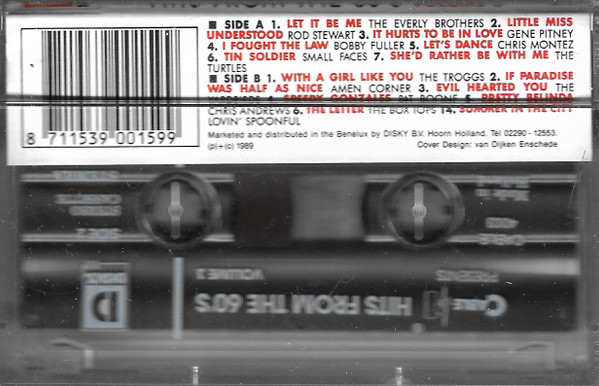 ■ SIDE A 1. LET IT BE ME THE EVERLY BROTHERS 2. LITTLE MISS
UNDERSTOOD ROD STEWART 3. IT HURTS TO BE IN LOVE GENE PITNEY
4. I FOUGHT THE LAW BOBBY FULLER 5. LET'S DANCE CHRIS MONTEZ
6. TIN SOLDIER SMALL FACES 7. SHE'D RATHER BE WITH ME THE
TURTLES
■ SIDE B 1. WITH A GIRL LIKE YOU THE TROGGS 2. IF PARADISE
WAS HALF AS NICE AMEN CORNER 3. EVIL HEARTED YOU THE
4. SPEEDY GONZALES PAT BOONE 5. PRETTY BELINDA
CHRIS ANDREWS 6. THE LETTER THE BOX TOPS 14. SUMMER IN THE CITY
LOVIN' SPOONFUL
8 711539 001599
Marketed and distributed in the Benelux by DISKY B.V. Hoorn Holland. Tel 02290 - 12553.
(p)+(c) 1989 Cover Design: van Dijken Enschede
SIDE 2
CABLE
PRESENTS
HITS FROM THE 60'S
VOLUME 3